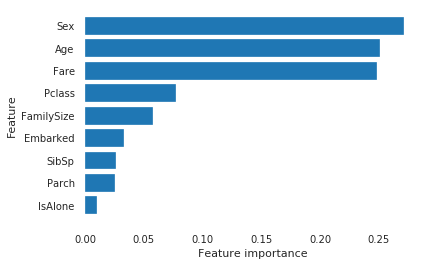 Sex
Age
Fare
Pclass
FamilySize
Embarked
SibSp
Parch
IsAlone
Feature
0.00 0.05 0.10 0.15 0.20 0.25
Feature importance